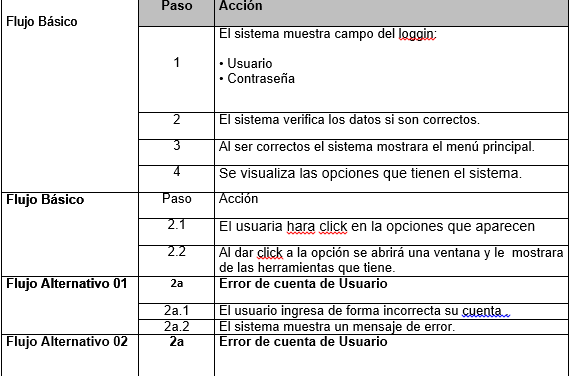 Flujo Básico
Paso Acción
1 El sistema muestra campo del loggin:
• Usuario
• Contraseña
2 El sistema verifica los datos si son correctos.
3 Al ser correctos el sistema mostrara el menú principal.
4 Se visualiza las opciones que tienen el sistema.
Flujo Básico Paso Acción
2.1 El usuaria hara click en la opciones que aparecen
2.2 Al dar click a la opción se abrirá una ventana y le mostrara
de las herramientas que tiene.
Flujo Alternativo 01 2a Error de cuenta de Usuario
2a.1 El usuario ingresa de forma incorrecta su cuenta..
2a.2 El sistema muestra un mensaje de error.
Flujo Alternativo 02 2a Error de cuenta de Usuario